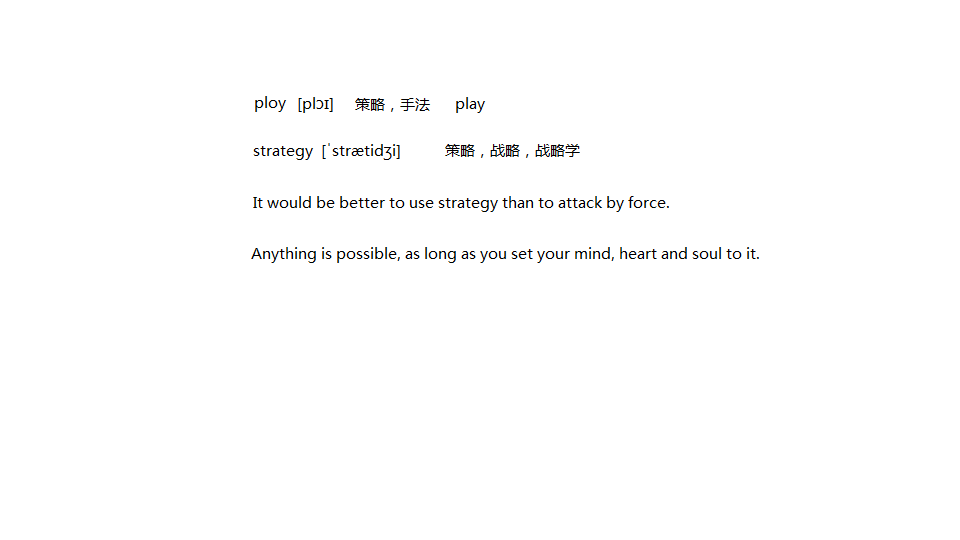 ploy [plɔɪ] 策略，手法 play
strategy [ˈstrætidʒi] 策略，战略，战略学
It would be better to use strategy than to attack by force.
Anything is possible, as long as you set your mind, heart and soul to it.